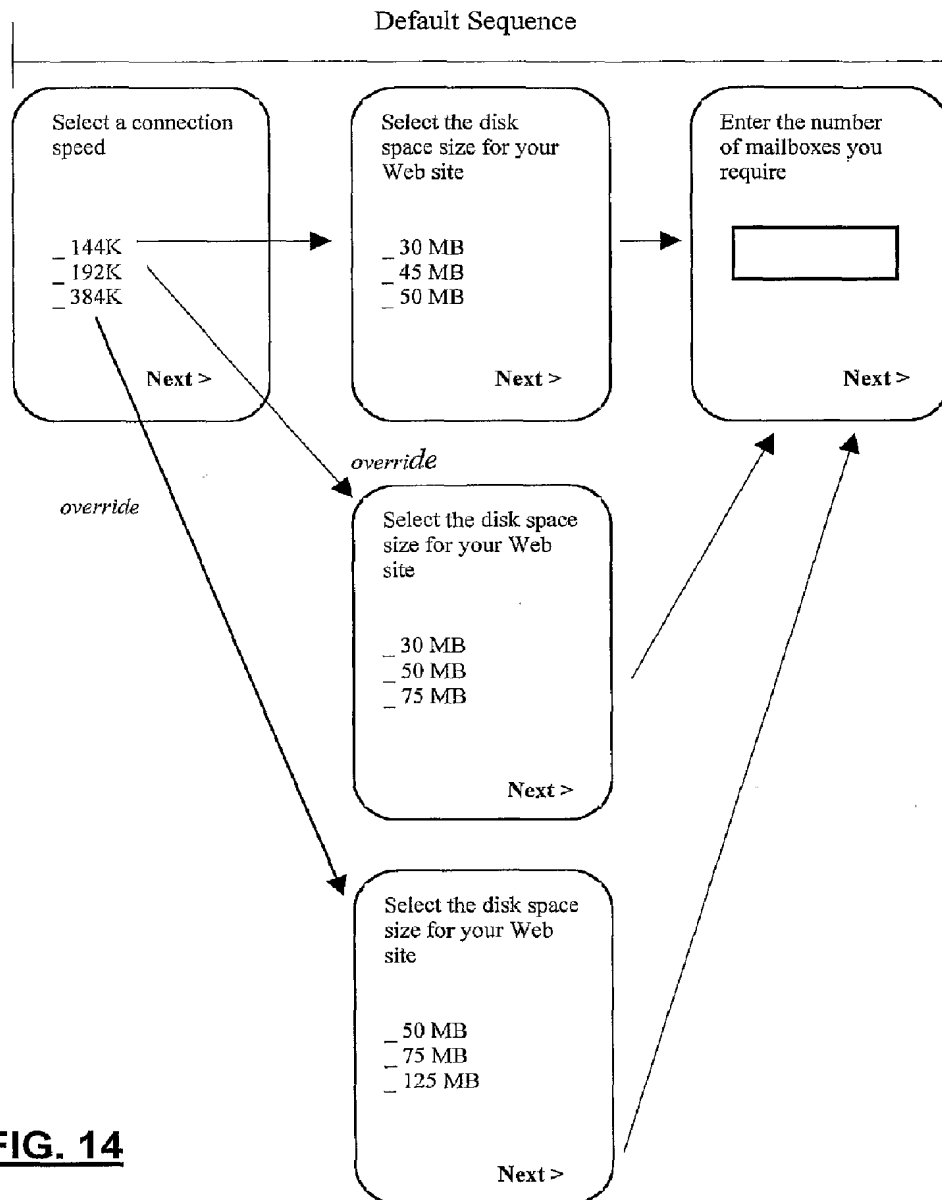 Default Sequence
Select a connection
speed
_ 144K
_ 192K
_ 384K
Next >
Select the disk
space size for your
Web site
_ 30 MB
_ 45 MB
_ 50 MB
Next >
Enter the number
of mailboxes you
require
Next >
override
override
Select the disk space
size for your Web
site
_ 30 MB
_ 50 MB
_ 75 MB
Next >
Select the disk space
size for your Web
site
_ 50 MB
_ 75 MB
_ 125 MB
Next >
FIG. 14